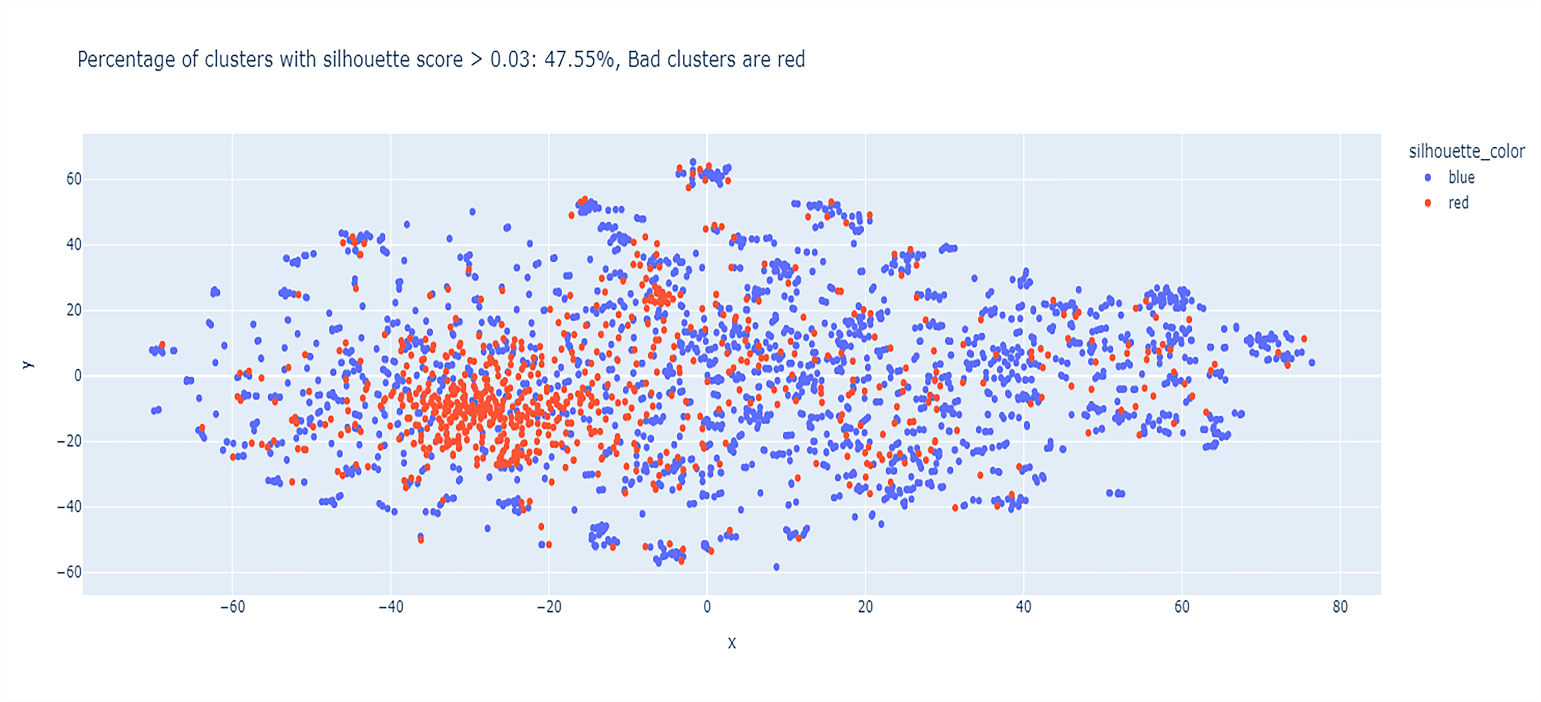 Percentage of clusters with silhouette score > 0.03: 47.55%, Bad clusters are red
silhouette_color
blue
red
60
40
20
0
−20
−40
−60
y
−60 −40 −20 0 20 40 60 80
x